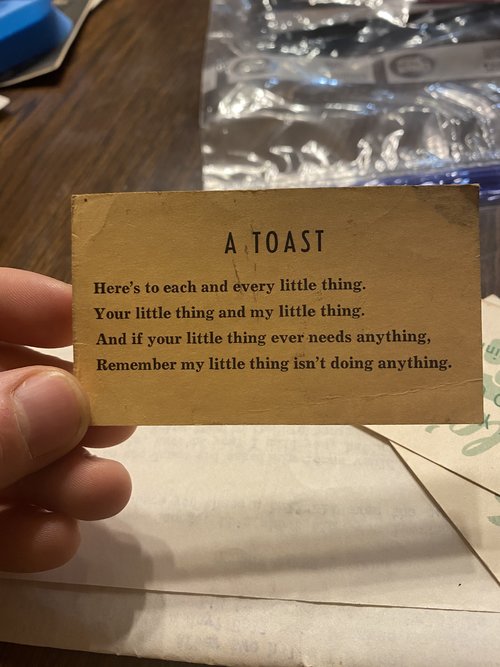 A TOAST
Here's to each and every little thing.
Your little thing and my little thing.
And if your little thing ever needs anything,
Remember my little thing isn't doing anything.